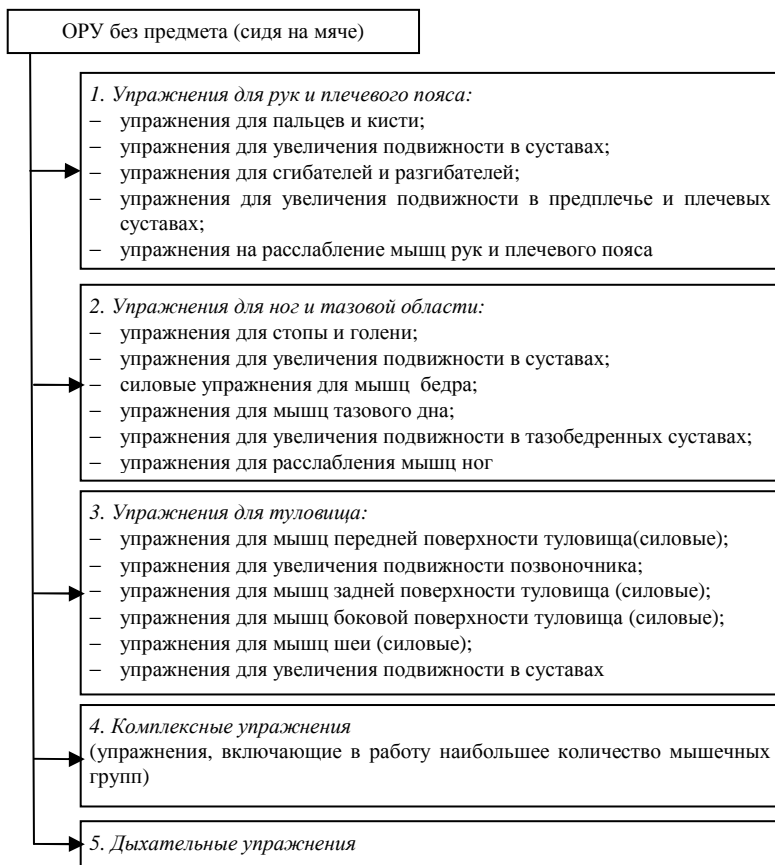 ОРУ без предмета (сидя на мяче)
1. Упражнения для рук и плечевого пояса:
− упражнения для пальцев и кисти;
− упражнения для увеличения подвижности в суставах;
− упражнения для сгибателей и разгибателей;
− упражнения для увеличения подвижности в предплечье и плечевых
суставах;
− упражнения на расслабление мышц рук и плечевого пояса
2. Упражнения для ног и тазовой области:
− упражнения для стопы и голени;
− упражнения для увеличения подвижности в суставах;
− силовые упражнения для мышц бедра;
− упражнения для мышц тазового дна;
− упражнения для увеличения подвижности в тазобедренных суставах;
− упражнения для расслабления мышц ног
3. Упражнения для туловища:
− упражнения для мышц передней поверхности туловища(силовые);
− упражнения для увеличения подвижности позвоночника;
− упражнения для мышц задней поверхности туловища (силовые);
− упражнения для мышц боковой поверхности туловища (силовые);
− упражнения для мышц шеи (силовые);
− упражнения для увеличения подвижности в суставах
4. Комплексные упражнения
(упражнения, включающие в работу наибольшее количество мышечных
групп)
5. Дыхательные упражнения